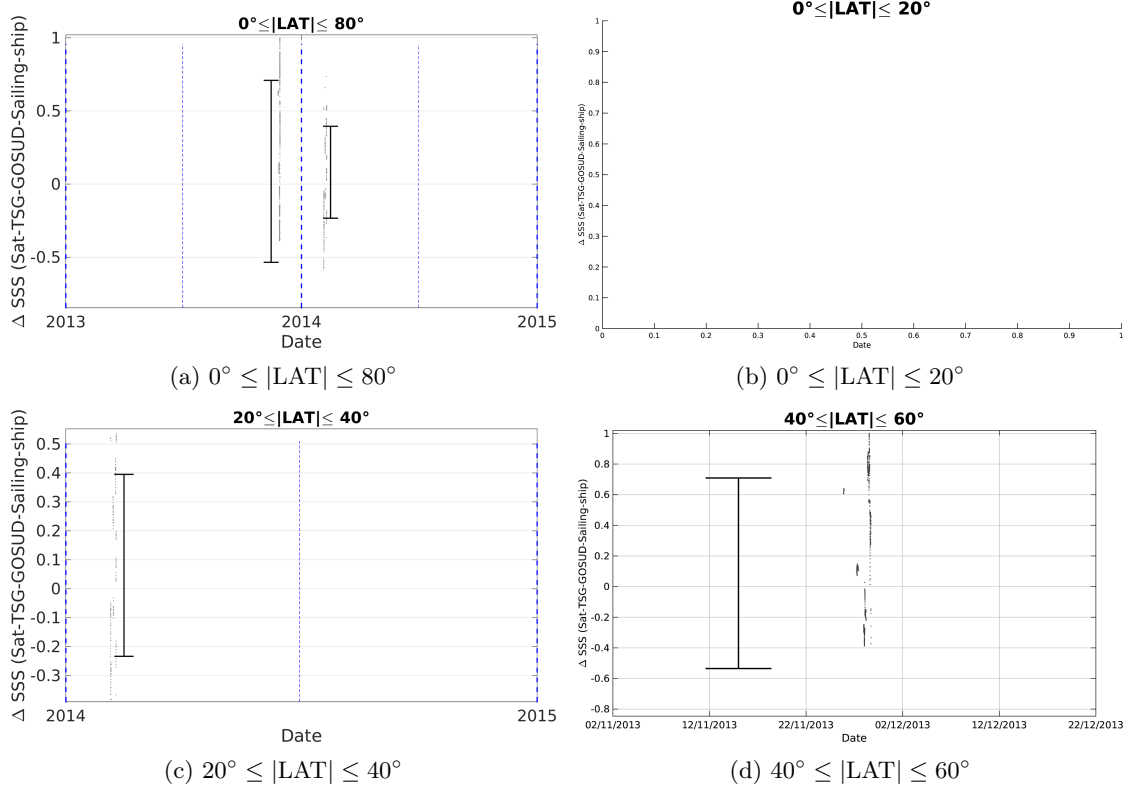 0°≤|LAT|≤ 80°
Δ SSS (Sat-TSG-GOSUD-Sailing-ship)
1
0.5
0
-0.5
2013 2014 2015
Date
(a) 0° ≤ |LAT| ≤ 80°
0°≤|LAT|≤ 20°
Δ SSS (Sat-TSG-GOSUD-Sailing-ship)
1
0.9
0.8
0.7
0.6
0.5
0.4
0.3
0.2
0.1
0
0 0.1 0.2 0.3 0.4 0.5 0.6 0.7 0.8 0.9 1
Date
(b) 0° ≤ |LAT| ≤ 20°
20°≤|LAT|≤ 40°
Δ SSS (Sat-TSG-GOSUD-Sailing-ship)
0.5
0.4
0.3
0.2
0.1
0
-0.1
-0.2
-0.3
2014 2015
Date
(c) 20° ≤ |LAT| ≤ 40°
40°≤|LAT|≤ 60°
Δ SSS (Sat-TSG-GOSUD-Sailing-ship)
1
0.8
0.6
0.4
0.2
0
-0.2
-0.4
-0.6
-0.8
02/11/2013 12/11/2013 22/11/2013 02/12/2013 12/12/2013 22/12/2013
Date
(d) 40° ≤ |LAT| ≤ 60°